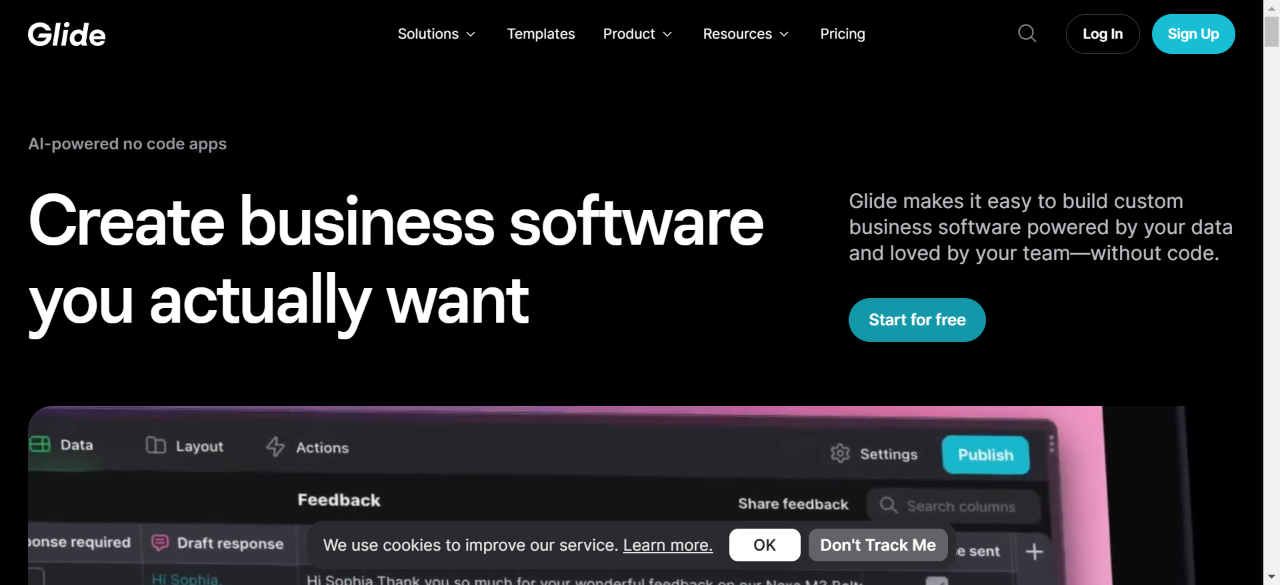 Glide
Solutions
Templates
Product
Resources
Pricing
Log In
Sign Up
AI-powered no code apps
Create business software
you actually want
Glide makes it easy to build custom
business software powered by your data
and loved by your team—without code.
Start for free
Data
Layout
Actions
Settings
Publish
Feedback
Share feedback
Search columns
required
Draft response
sent
We use cookies to improve our service. Learn more.
OK
Don't Track Me
Hi Sophia,
Hi Sophia Thank you so much for your wonderful feedback on our Nexa M3